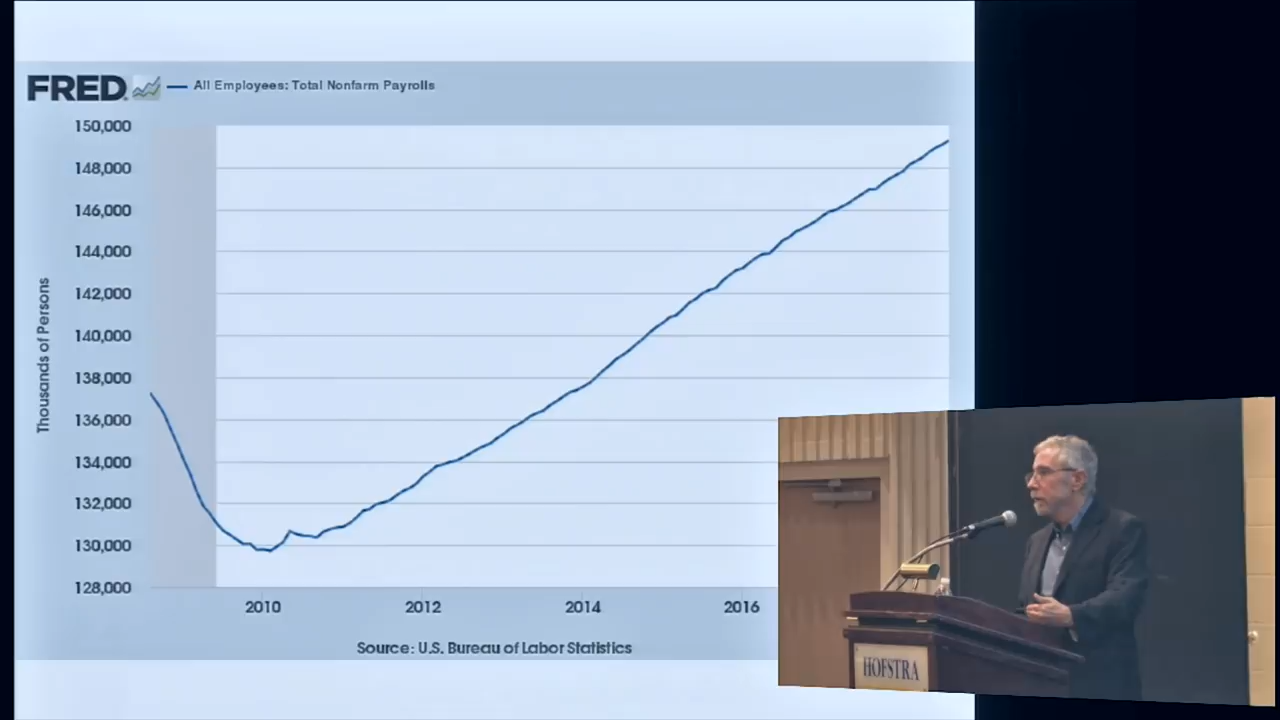 FRED
All Employees: Total Nonfarm Payrolls
150,000
148,000
146,000
144,000
142,000
140,000
138,000
136,000
134,000
132,000
130,000
128,000
Thousands of Persons
2010 2012 2014 2016
Source: U.S. Bureau of Labor Statistics
HOFSTRA